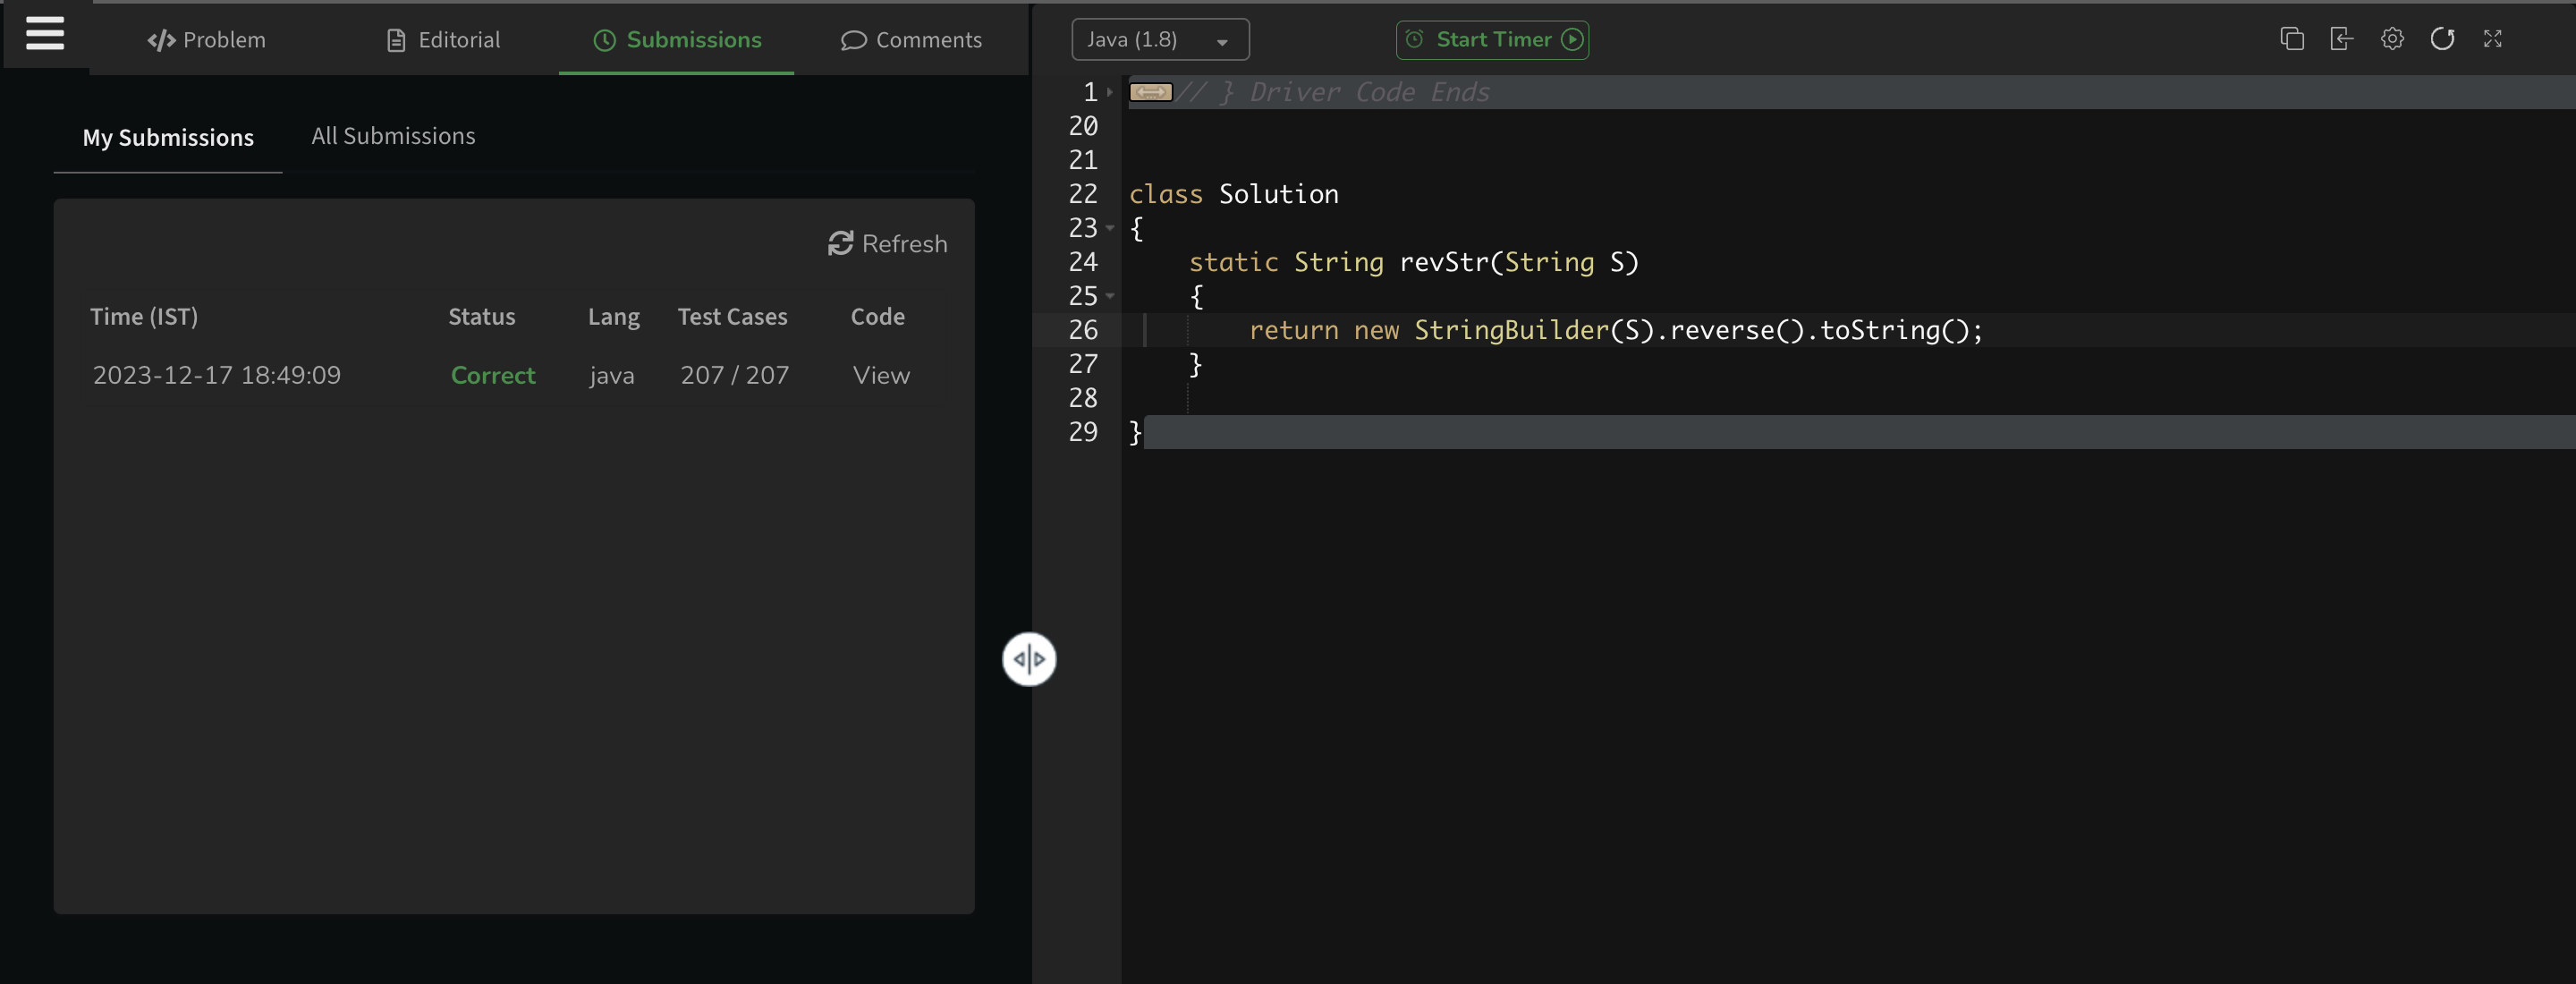 Problem
Editorial
Submissions
Comments
My Submissions
All Submissions
Refresh
Time (IST) Status Lang Test Cases Code
2023-12-17 18:49:09 Correct java 207 / 207 View
Java (1.8)
Start Timer
1 // } Driver Code Ends
20
21
22 class Solution
23 {
24     static String revStr(String S)
25     {
26         return new StringBuilder(S).reverse().toString();
27     }
28
29 }